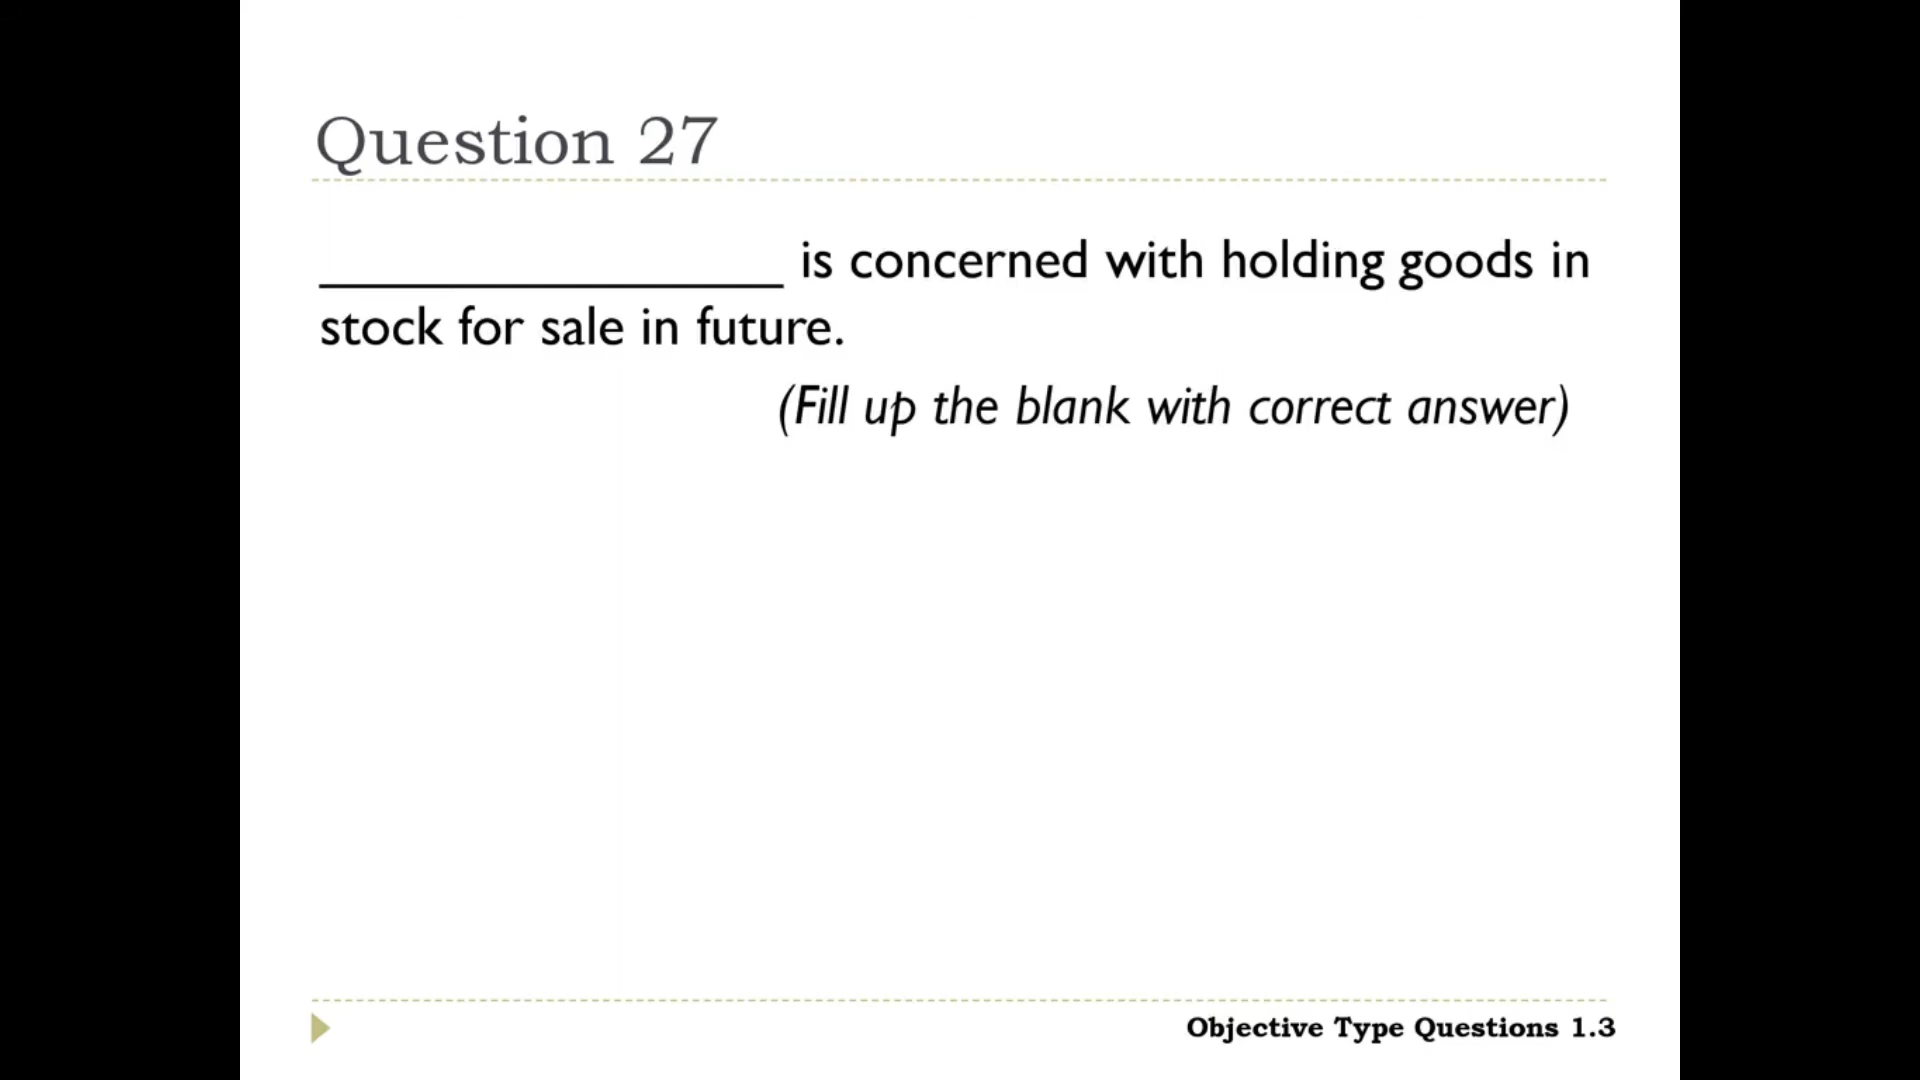 Question 27
________________ is concerned with holding goods in
stock for sale in future.
(Fill up the blank with correct answer)
Objective Type Questions 1.3